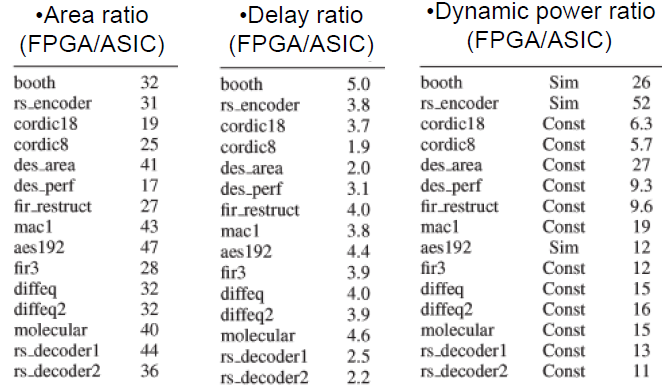 •Area ratio
(FPGA/ASIC)
booth 32
rs_encoder 31
cordic18 19
cordic8 25
des_area 41
des_perf 17
fir_restruct 27
mac1 43
aes192 47
fir3 28
diffeq 32
diffeq2 32
molecular 40
rs_decoder1 44
rs_decoder2 36
•Delay ratio
(FPGA/ASIC)
booth 5.0
rs_encoder 3.8
cordic18 3.7
cordic8 1.9
des_area 2.0
des_perf 3.1
fir_restruct 4.0
mac1 3.8
aes192 4.4
fir3 3.9
diffeq 4.0
diffeq2 3.9
molecular 4.6
rs_decoder1 2.5
rs_decoder2 2.2
•Dynamic power ratio
(FPGA/ASIC)
booth Sim 26
rs_encoder Sim 52
cordic18 Const 6.3
cordic8 Const 5.7
des_area Const 27
des_perf Const 9.3
fir_restruct Const 9.6
mac1 Const 19
aes192 Sim 12
fir3 Const 12
diffeq Const 15
diffeq2 Const 16
molecular Const 15
rs_decoder1 Const 13
rs_decoder2 Const 11